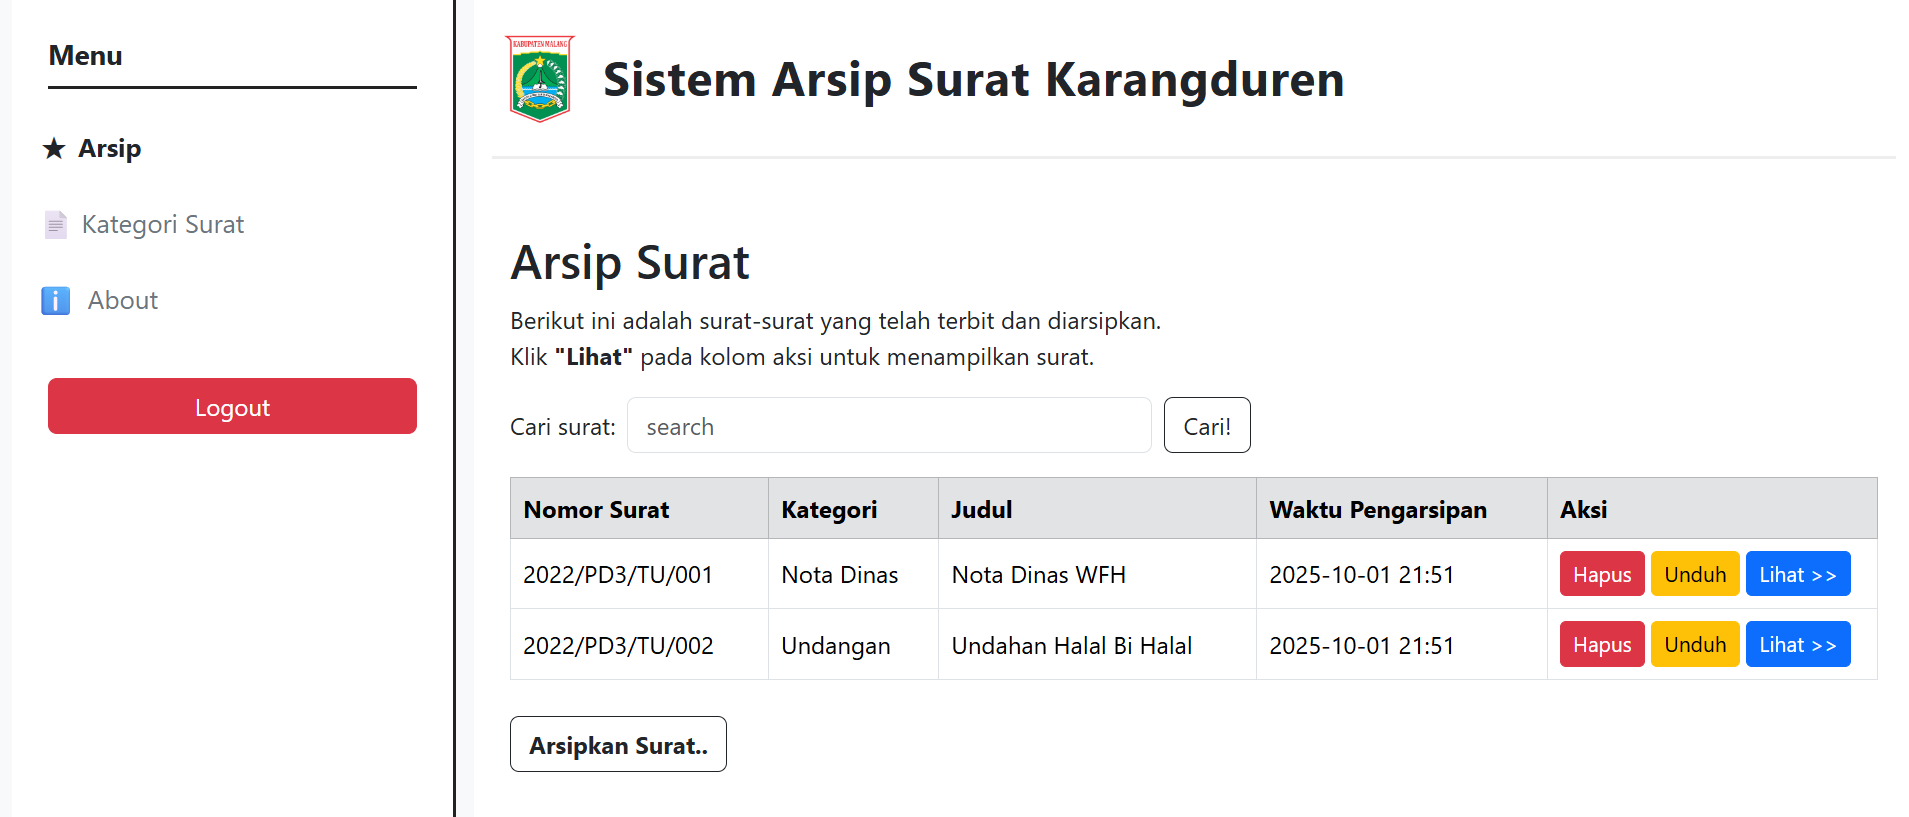 Menu
★ Arsip
Kategori Surat
About
Logout
KABUPATEN MALANG
Sistem Arsip Surat Karangduren
Arsip Surat
Berikut ini adalah surat-surat yang telah terbit dan diarsipkan.
Klik "Lihat" pada kolom aksi untuk menampilkan surat.
Cari surat: search Cari!
Nomor Surat Kategori Judul Waktu Pengarsipan Aksi
2022/PD3/TU/001 Nota Dinas Nota Dinas WFH 2025-10-01 21:51 Hapus Unduh Lihat >>
2022/PD3/TU/002 Undangan Undahan Halal Bi Halal 2025-10-01 21:51 Hapus Unduh Lihat >>
Arsipkan Surat..